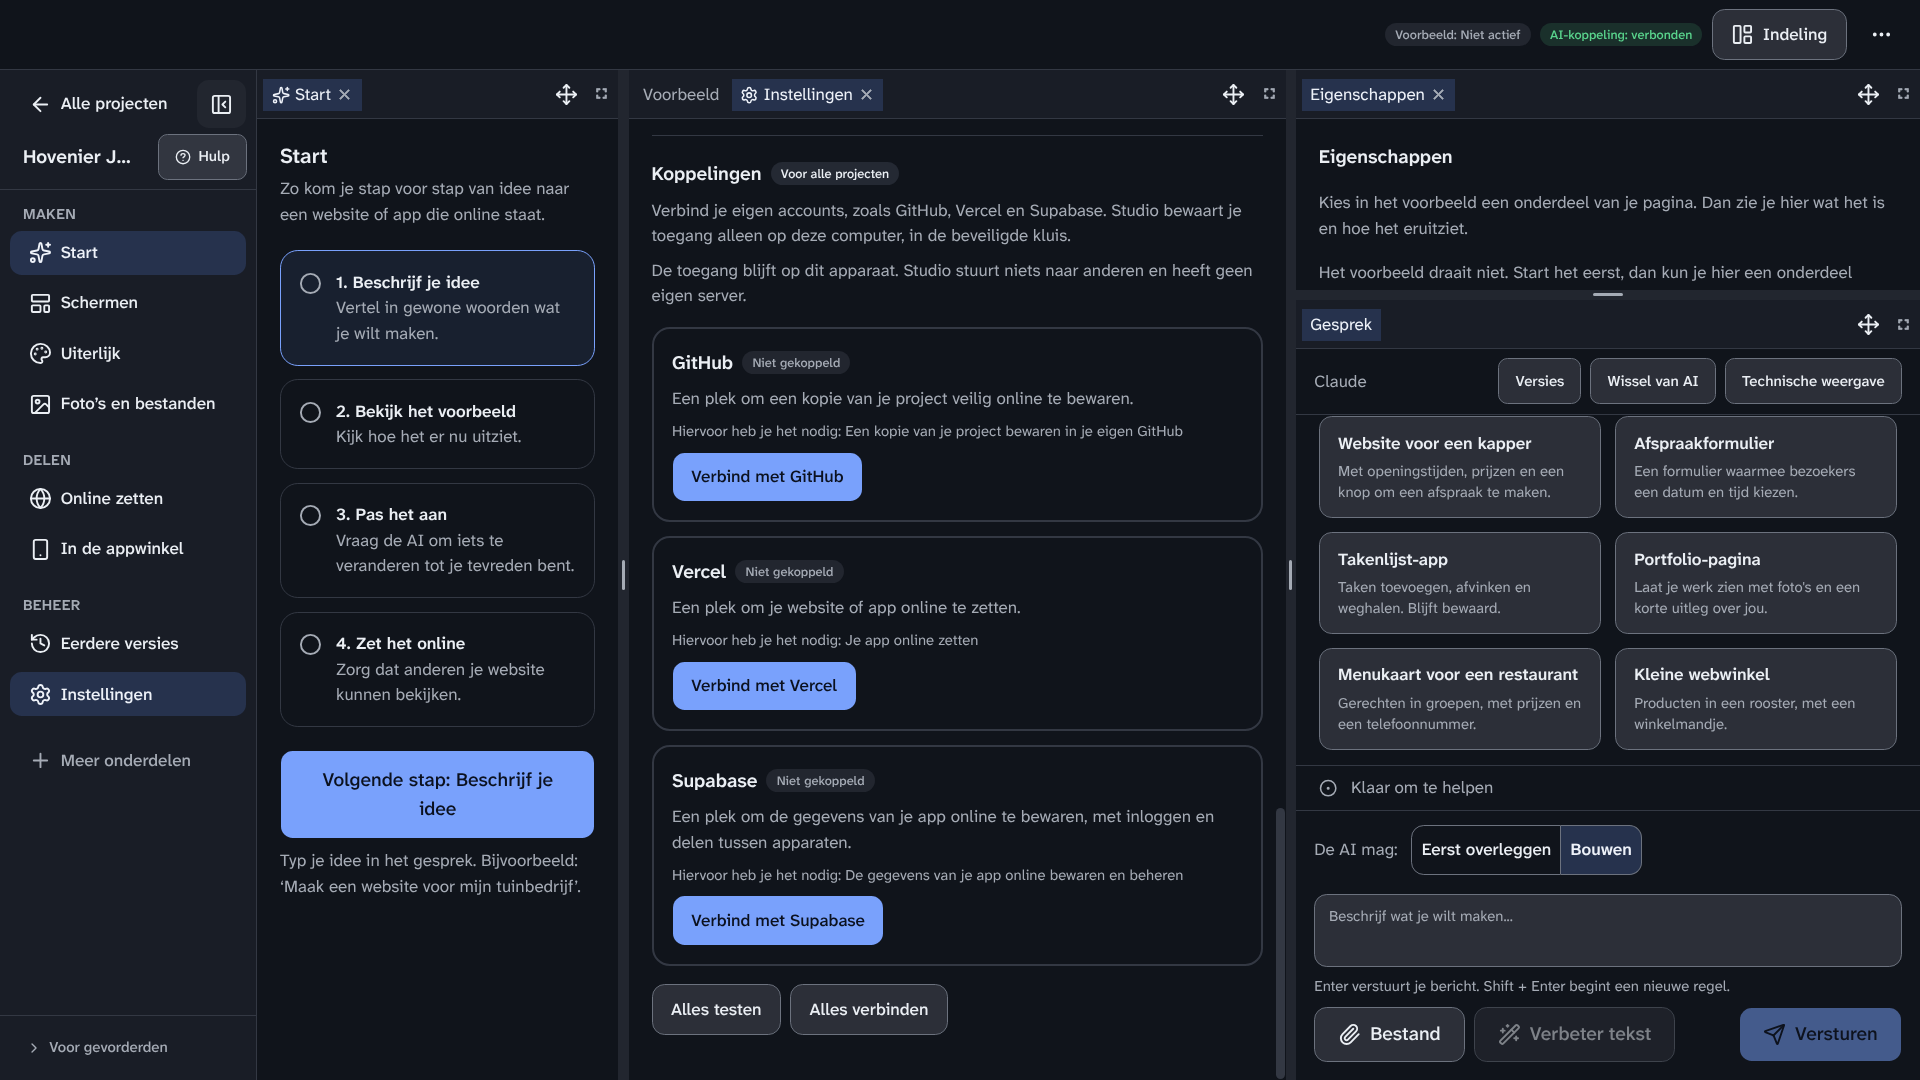 Voorbeeld: Niet actief
AI-koppeling: verbonden
Indeling
Alle projecten
Hovenier J...
Hulp
MAKEN
Start
Schermen
Uiterlijk
Foto's en bestanden
DELEN
Online zetten
In de appwinkel
BEHEER
Eerdere versies
Instellingen
Meer onderdelen
Voor gevorderden
Start
Start
Zo kom je stap voor stap van idee naar
een website of app die online staat.
1. Beschrijf je idee
Vertel in gewone woorden wat
je wilt maken.
2. Bekijk het voorbeeld
Kijk hoe het er nu uitziet.
3. Pas het aan
Vraag de AI om iets te
veranderen tot je tevreden bent.
4. Zet het online
Zorg dat anderen je website
kunnen bekijken.
Volgende stap: Beschrijf je
idee
Typ je idee in het gesprek. Bijvoorbeeld:
‘Maak een website voor mijn tuinbedrijf’.
Voorbeeld
Instellingen
Koppelingen
Voor alle projecten
Verbind je eigen accounts, zoals GitHub, Vercel en Supabase. Studio bewaart je
toegang alleen op deze computer, in de beveiligde kluis.
De toegang blijft op dit apparaat. Studio stuurt niets naar anderen en heeft geen
eigen server.
GitHub
Niet gekoppeld
Een plek om een kopie van je project veilig online te bewaren.
Hiervoor heb je het nodig: Een kopie van je project bewaren in je eigen GitHub
Verbind met GitHub
Vercel
Niet gekoppeld
Een plek om je website of app online te zetten.
Hiervoor heb je het nodig: Je app online zetten
Verbind met Vercel
Supabase
Niet gekoppeld
Een plek om de gegevens van je app online te bewaren, met inloggen en
delen tussen apparaten.
Hiervoor heb je het nodig: De gegevens van je app online bewaren en beheren
Verbind met Supabase
Alles testen
Alles verbinden
Eigenschappen
Eigenschappen
Kies in het voorbeeld een onderdeel van je pagina. Dan zie je hier wat het is
en hoe het eruitziet.
Het voorbeeld draait niet. Start het eerst, dan kun je hier een onderdeel
Gesprek
Claude
Versies
Wissel van AI
Technische weergave
Website voor een kapper
Met openingstijden, prijzen en een
knop om een afspraak te maken.
Afspraakformulier
Een formulier waarmee bezoekers
een datum en tijd kiezen.
Takenlijst-app
Taken toevoegen, afvinken en
weghalen. Blijft bewaard.
Portfolio-pagina
Laat je werk zien met foto's en een
korte uitleg over jou.
Menukaart voor een restaurant
Gerechten in groepen, met prijzen en
een telefoonnummer.
Kleine webwinkel
Producten in een rooster, met een
winkelmandje.
Klaar om te helpen
De AI mag:
Eerst overleggen
Bouwen
Beschrijf wat je wilt maken...
Enter verstuurt je bericht. Shift + Enter begint een nieuwe regel.
Bestand
Verbeter tekst
Versturen